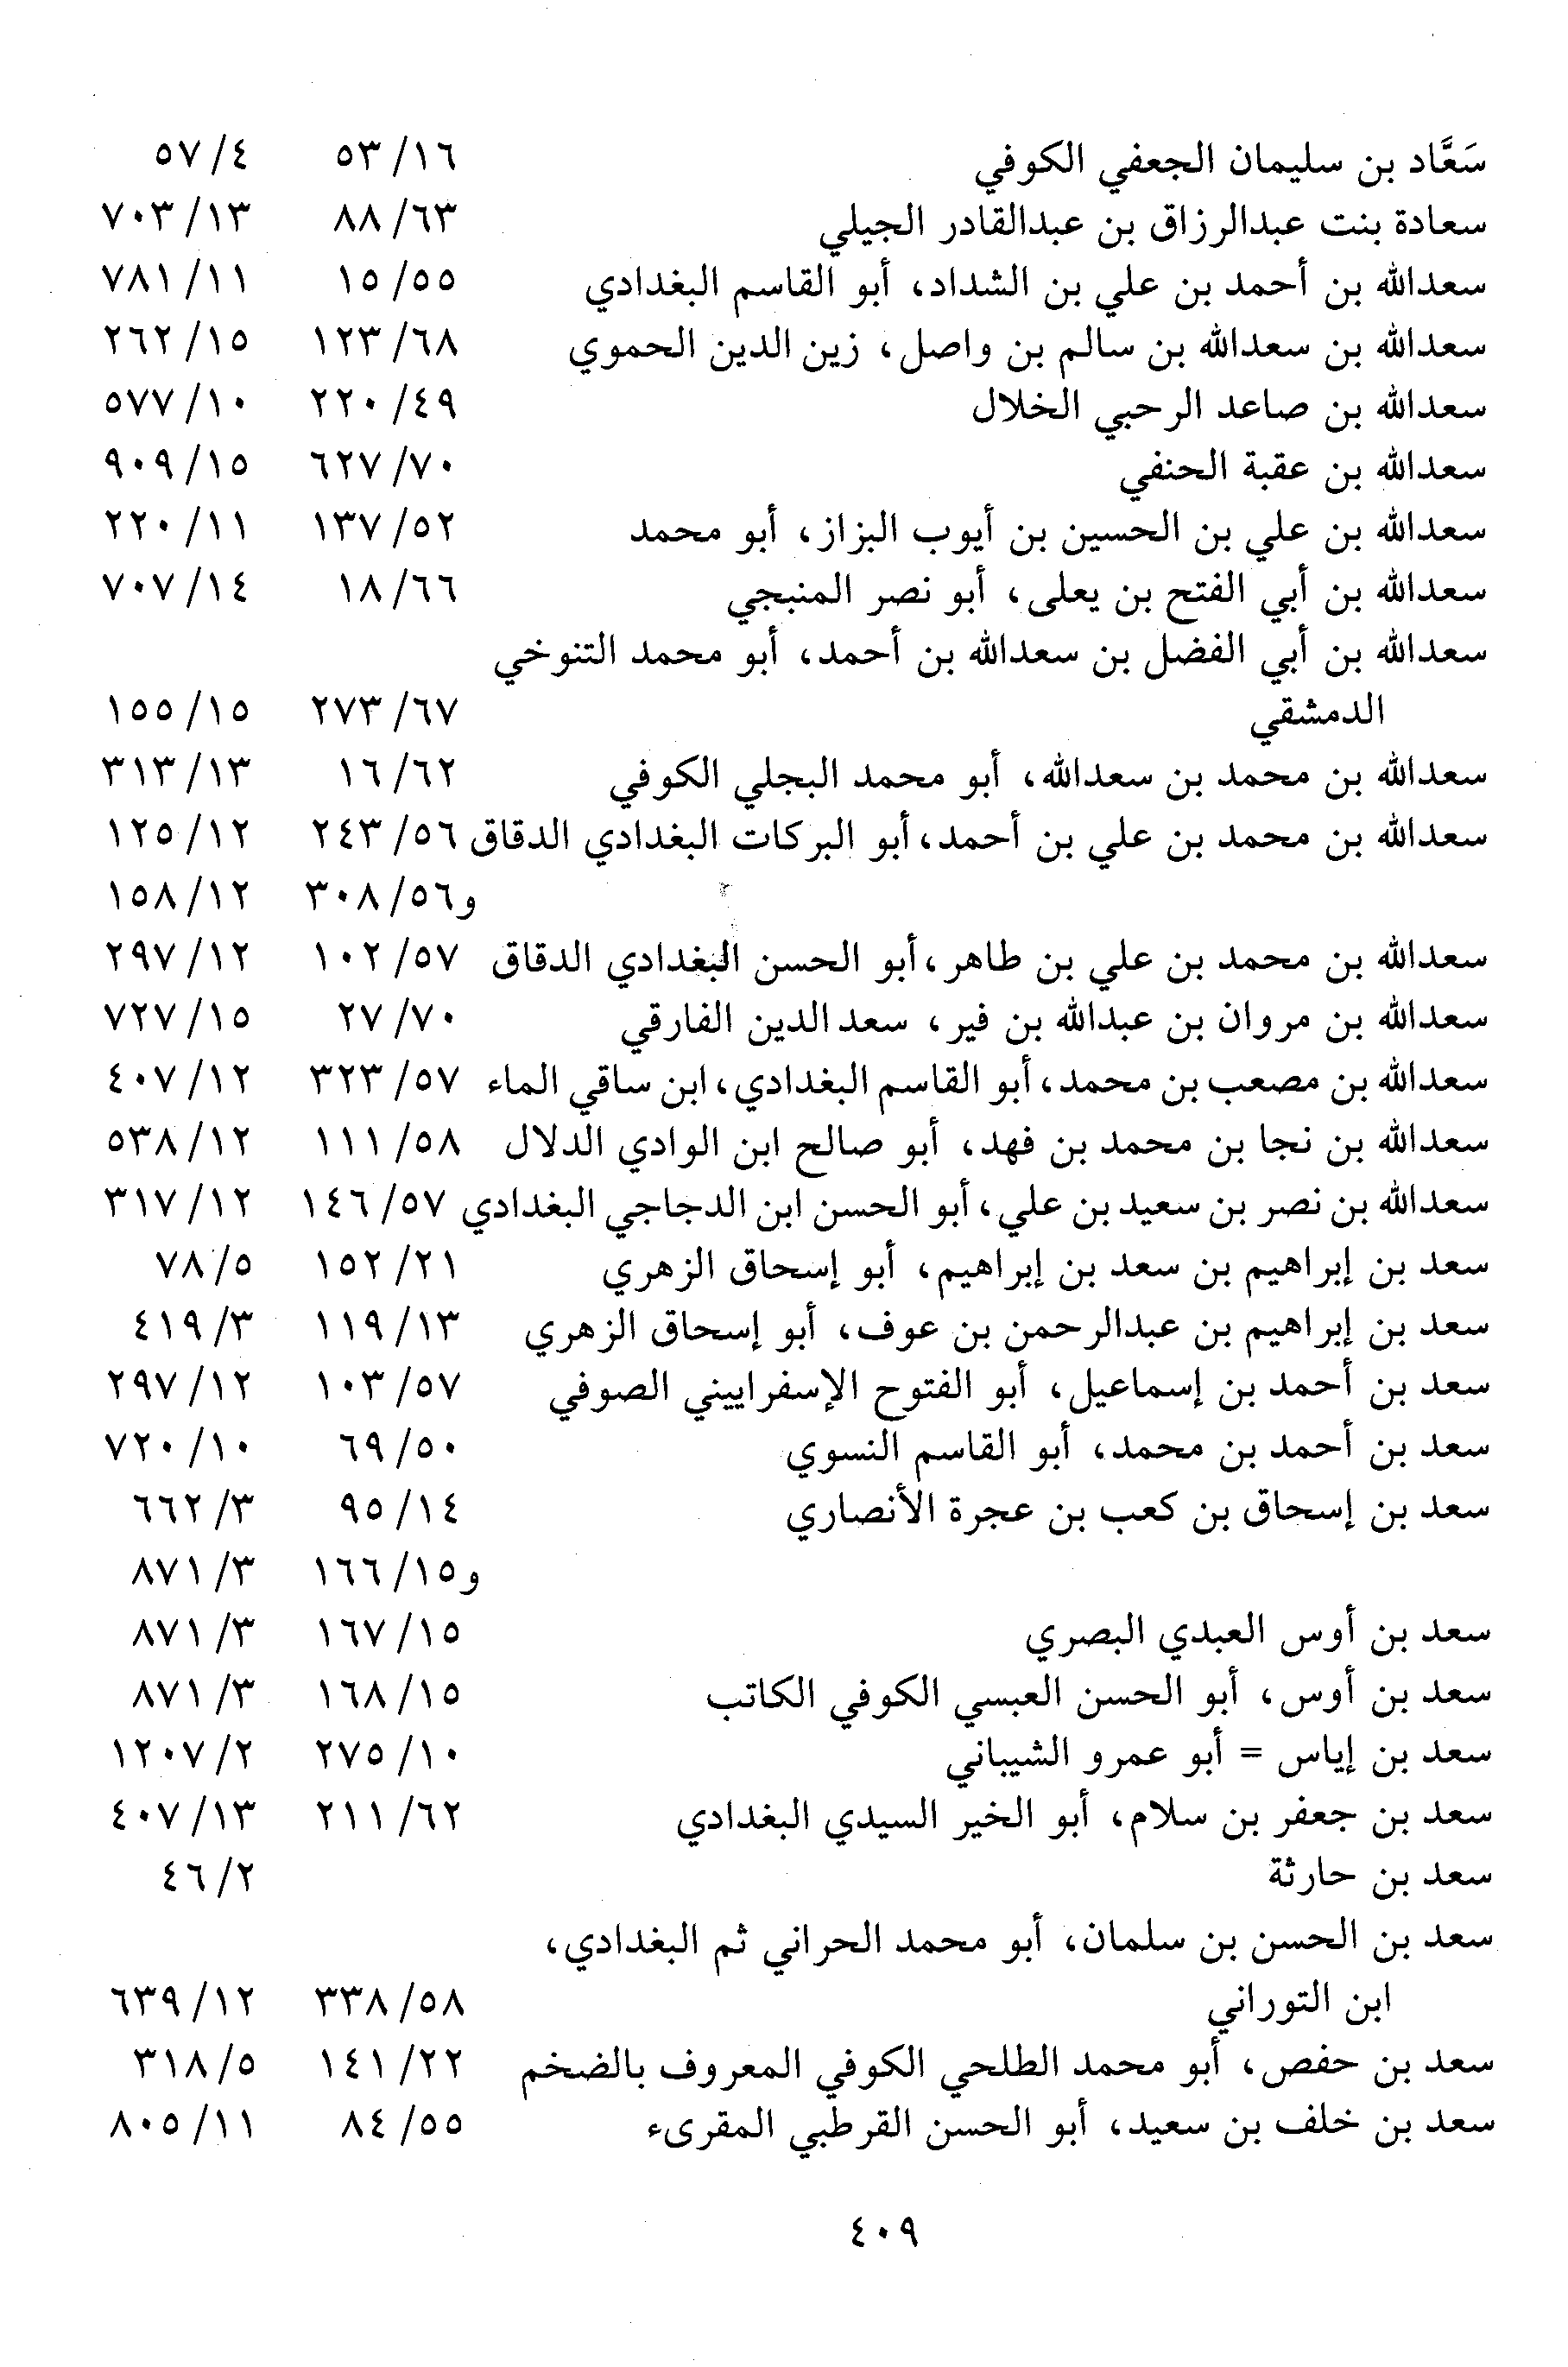 سَعَّاد بن سليمان الجعفي الكوفي ١٦/ ٥٣ ٤/ ٥٧
سعادة بنت عبدالرزاق بن عبدالقادر الجيلي ٦٣/ ٨٨ ١٣/ ٧٠٣
سعدالله بن أحمد بن علي بن الشداد، أبو القاسم البغدادي ٥٥/ ١٥ ١١/ ٧٨١
سعدالله بن سعدالله بن سالم بن واصل، زين الدين الحموي ٦٨/ ١٢٣ ١٥/ ٢٦٢
سعدالله بن صاعد الرحبي الخلال ٤٩/ ٢٢٠ ١٠/ ٥٧٧
سعدالله بن عقبة الحنفي ٧٠/ ٦٢٧ ١٥/ ٩٠٩
سعدالله بن علي بن الحسين بن أيوب البزاز، أبو محمد ٥٢/ ١٣٧ ١١/ ٢٢٠
سعدالله بن أبي الفتح بن يعلى، أبو نصر المنبجي ٦٦/ ١٨ ١٤/ ٧٠٧
سعدالله بن أبي الفضل بن سعدالله بن أحمد، أبو محمد التنوخي
الدمشقي ٦٧/ ٢٧٣ ١٥/ ١٥٥
سعدالله بن محمد بن سعدالله، أبو محمد البجلي الكوفي ٦٢/ ١٦ ١٣/ ٣١٣
سعدالله بن محمد بن علي بن أحمد، أبو البركات البغدادي الدقاق ٥٦/ ٢٤٣ ١٢/ ١٢٥
و٥٦/ ٣٠٨ ١٢/ ١٥٨
سعدالله بن محمد بن علي بن طاهر، أبو الحسن البغدادي الدقاق ٥٧/ ١٠٢ ١٢/ ٢٩٧
سعدالله بن مروان بن عبدالله بن فير، سعد الدين الفارقي ٧٠/ ٢٧ ١٥/ ٧٢٧
سعدالله بن مصعب بن محمد، أبو القاسم البغدادي، ابن ساقي الماء ٥٧/ ٣٢٣ ١٢/ ٤٠٧
سعدالله بن نجا بن محمد بن فهد، أبو صالح ابن الوادي الدلال ٥٨/ ١١١ ١٢/ ٥٣٨
سعدالله بن نصر بن سعيد بن علي، أبو الحسن ابن الدجاجي البغدادي ٥٧/ ١٤٦ ١٢/ ٣١٧
سعد بن إبراهيم بن سعد بن إبراهيم، أبو إسحاق الزهري ٢١/ ١٥٢ ٥/ ٧٨
سعد بن إبراهيم بن عبدالرحمن بن عوف، أبو إسحاق الزهري ١٣/ ١١٩ ٣/ ٤١٩
سعد بن أحمد بن إسماعيل، أبو الفتوح الإسفراييني الصوفي ٥٧/ ١٠٣ ١٢/ ٢٩٧
سعد بن أحمد بن محمد، أبو القاسم النسوي ٥٠/ ٦٩ ١٠/ ٧٢٠
سعد بن إسحاق بن كعب بن عجرة الأنصاري ١٤/ ٩٥ ٣/ ٦٦٢
و١٥/ ١٦٦ ٣/ ٨٧١
سعد بن أوس العبدي البصري ١٥/ ١٦٧ ٣/ ٨٧١
سعد بن أوس، أبو الحسن العبسي الكوفي الكاتب ١٥/ ١٦٨ ٣/ ٨٧١
سعد بن إياس = أبو عمرو الشيباني ١٠/ ٢٧٥ ٢/ ١٢٠٧
سعد بن جعفر بن سلام، أبو الخير السيدي البغدادي ٦٢/ ٢١١ ١٣/ ٤٠٧
سعد بن حارثة ٢/ ٤٦
سعد بن الحسن بن سلمان، أبو محمد الحراني ثم البغدادي،
ابن التوراني ٥٨/ ٣٣٨ ١٢/ ٦٣٩
سعد بن حفص، أبو محمد الطلحي الكوفي المعروف بالضخم ٢٢/ ١٤١ ٥/ ٣١٨
سعد بن خلف بن سعيد، أبو الحسن القرطبي المقرىء ٥٥/ ٨٤ ١١/ ٨٠٥
٤٠٩